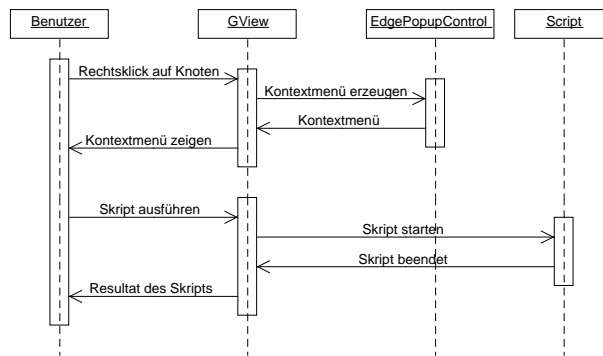 Benutzer
GView
EdgePopupControl
Script
Rechtsklick auf Knoten
Kontextmenü erzeugen
Kontextmenü
Kontextmenü zeigen
Skript ausführen
Skript starten
Skript beendet
Resultat des Skripts